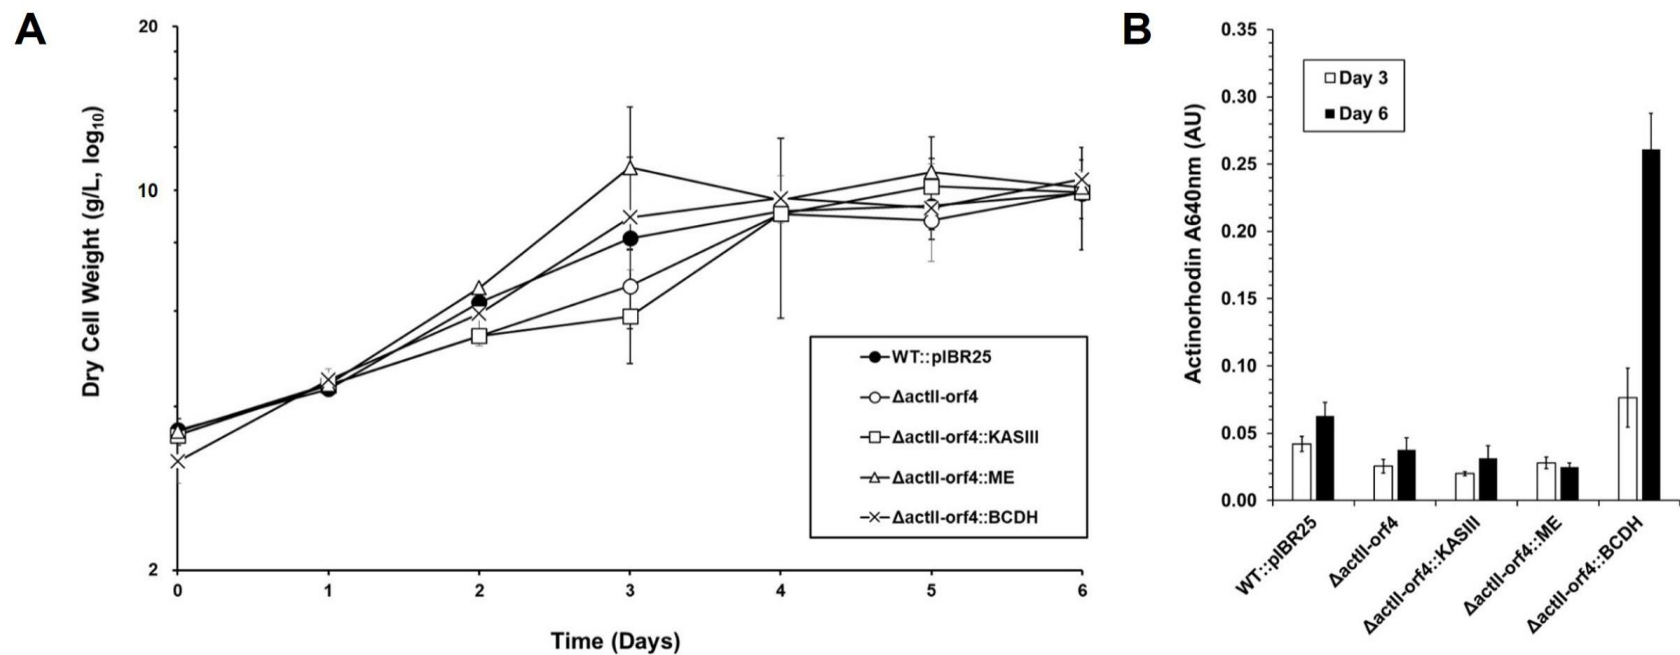 A
20
10
2
Dry Cell Weight (g/L, log10)
0 1 2 3 4 5 6
Time (Days)
WT::pIBR25
ΔactII-orf4
ΔactII-orf4::KASIII
ΔactII-orf4::ME
ΔactII-orf4::BCDH
B
0.35
0.30
0.25
0.20
0.15
0.10
0.05
0.00
Actinorhodin A640nm (AU)
Day 3
Day 6
WT::pIBR25
ΔactII-orf4
ΔactII-orf4::KASIII
ΔactII-orf4::ME
ΔactII-orf4::BCDH